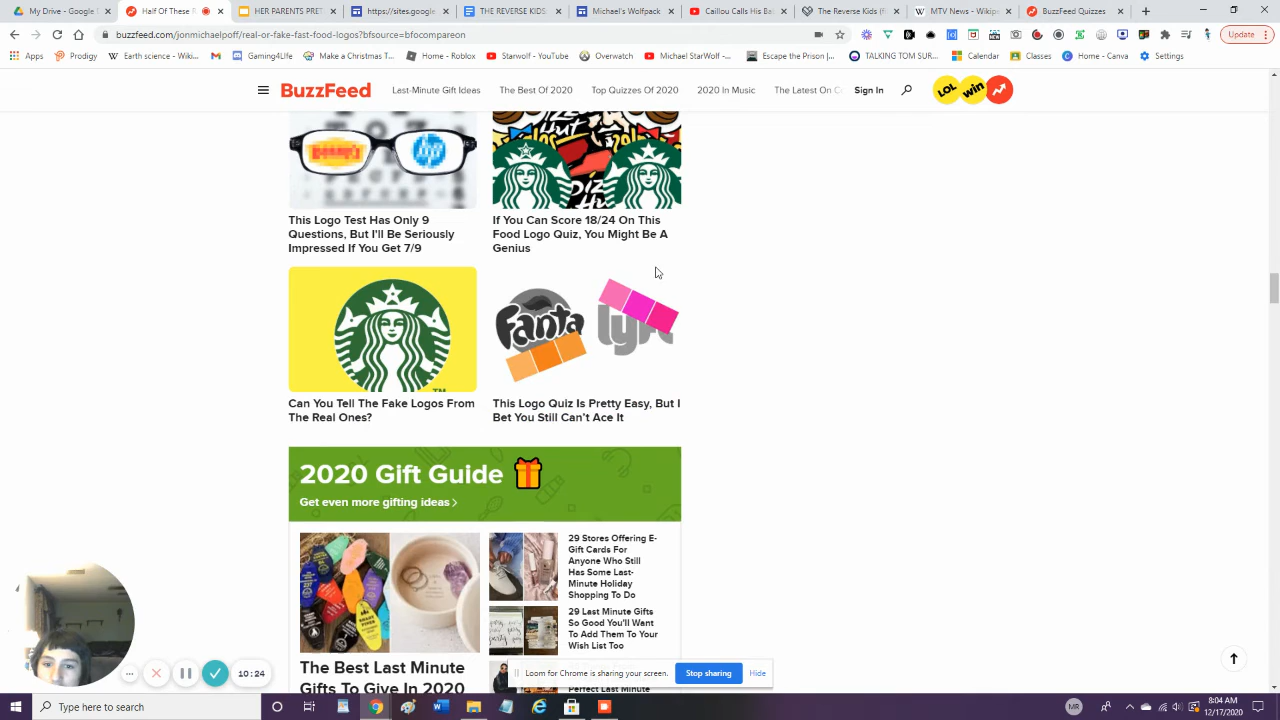 My Drive - Google D
Half Of These B
HER PARENTS PRET
https://sites.google.
THE REVERSE KIDS
Michael's Wolfpack
Callou Calls His Ba
The Reverse Kids (fi
MTV News - Wikipe
BuzzFeed Quizzes
buzzfeed.com/jonmichaelpoff/real-or-fake-fast-food-logos?bfsource=bfocompareon
Update
Apps
Prodigy
Earth science - Wiki...
GamingLife
Make a Christmas T...
Home - Roblox
Starwolf - YouTube
Overwatch
Michael StarWolf -...
Escape the Prison |...
TALKING TOM SUR...
Calendar
Classes
Home - Canva
Settings
BuzzFeed
Last-Minute Gift Ideas
The Best Of 2020
Top Quizzes Of 2020
2020 In Music
The Latest On C
Sign In
LOL
win
This Logo Test Has Only 9
Questions, But I'll Be Seriously
Impressed If You Get 7/9
If You Can Score 18/24 On This
Food Logo Quiz, You Might Be A
Genius
Fanta
lyft
TM
Can You Tell The Fake Logos From
The Real Ones?
This Logo Quiz Is Pretty Easy, But I
Bet You Still Can't Ace It
2020 Gift Guide
Get even more gifting ideas
29 Stores Offering E-
Gift Cards For
Anyone Who Still
Has Some Last-
Minute Holiday
Shopping To Do
29 Last Minute Gifts
So Good You'll Want
To Add Them To Your
Wish List Too
The Best Last Minute
Gifts To Give In 2020
Perfect Last Minute
10:24
Loom for Chrome is sharing your screen.
Stop sharing
Hide
Type here to search
MR
8:04 AM
12/17/2020